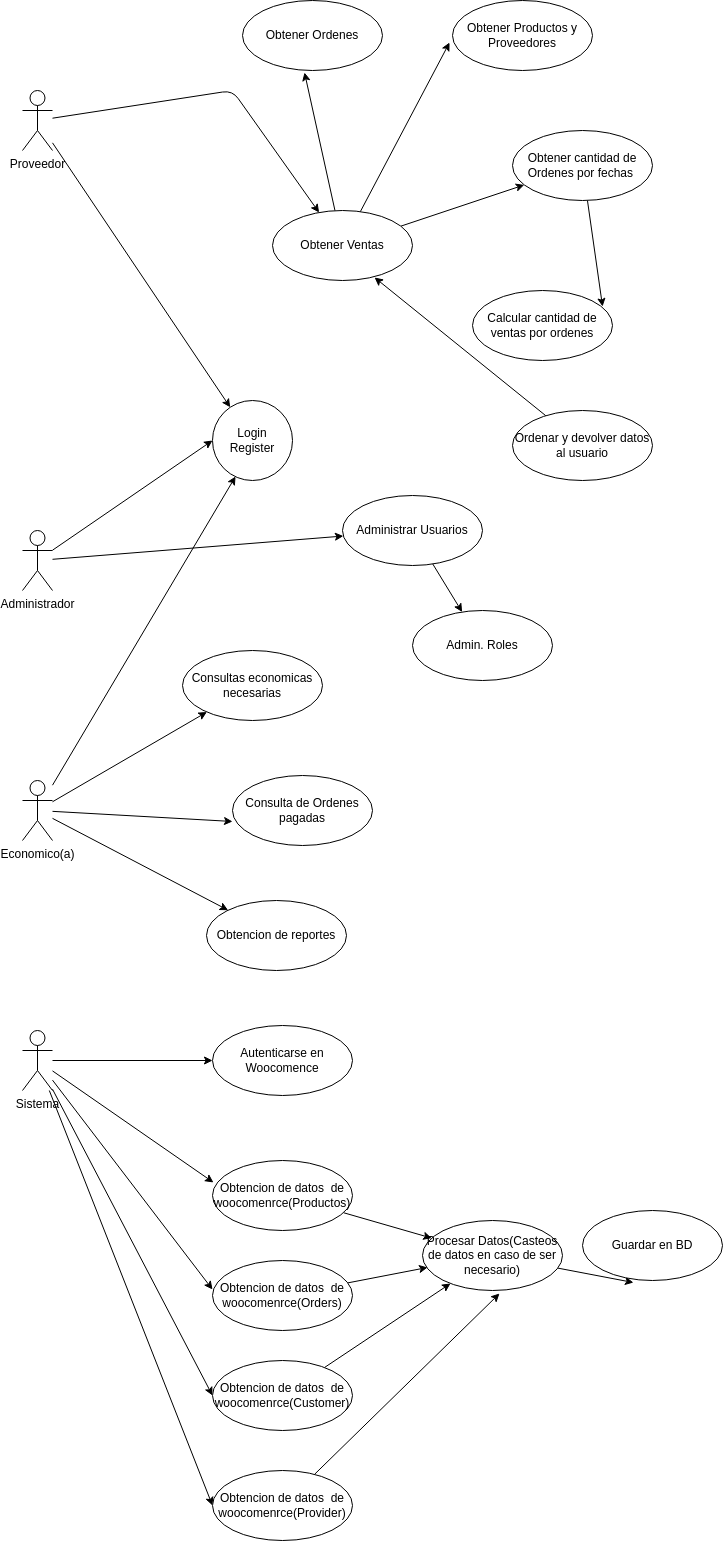 Obtener Ordenes
Obtener Productos y
Proveedores
Proveedor
Obtener cantidad de
Ordenes por fechas
Obtener Ventas
Calcular cantidad de
ventas por ordenes
Login
Register
Ordenar y devolver datos
al usuario
Administrador
Administrar Usuarios
Admin. Roles
Consultas economicas
necesarias
Economico(a)
Consulta de Ordenes
pagadas
Obtencion de reportes
Sistema
Autenticarse en
Woocomence
Obtencion de datos  de
woocomenrce(Productos)
Procesar Datos(Casteos
de datos en caso de ser
necesario)
Guardar en BD
Obtencion de datos  de
woocomenrce(Orders)
Obtencion de datos  de
woocomenrce(Customer)
Obtencion de datos  de
woocomenrce(Provider)